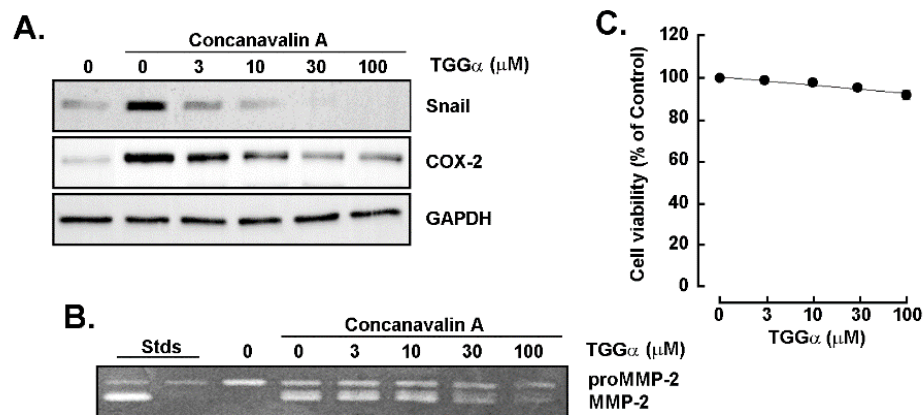 A.
Concanavalin A
0 0 3 10 30 100 TGGα (μM)
Snail
COX-2
GAPDH
B.
Concanavalin A
Stds 0 0 3 10 30 100 TGGα (μM)
proMMP-2
MMP-2
C.
Cell viability (% of Control)
120
100
80
60
40
20
0
0 3 10 30 100
TGGα (μM)